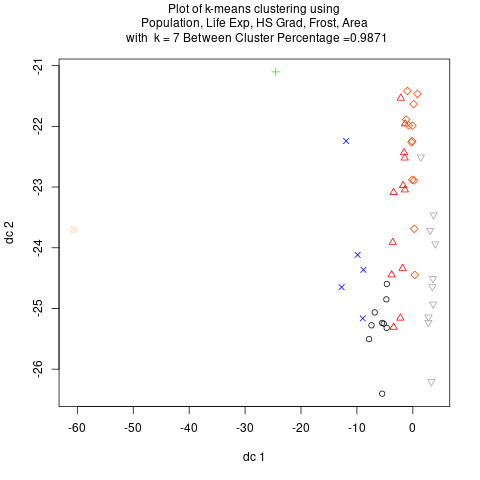 Plot of k-means clustering using
Population, Life Exp, HS Grad, Frost, Area
with  k = 7 Between Cluster Percentage =0.9871
-21
-22
-23
-24
-25
-26
dc 2
-60
-50
-40
-30
-20
-10
0
dc 1